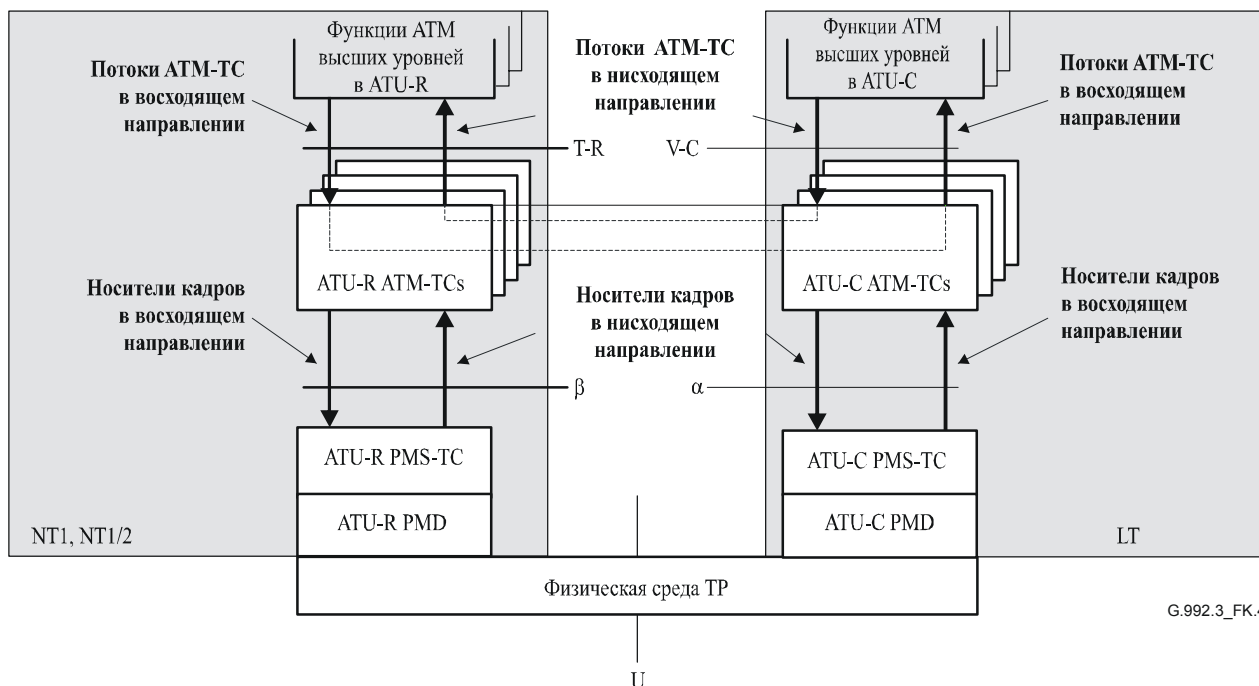 Функции ATM
высших уровней
в ATU-R
Потоки ATM-TC
в нисходящем
направлении
Функции ATM
высших уровней
в ATU-C
Потоки ATM-TC
в восходящем
направлении
Потоки ATM-TC
в восходящем
направлении
T-R
V-C
ATU-R ATM-TCs
ATU-C ATM-TCs
Носители кадров
в восходящем
направлении
Носители кадров
в нисходящем
направлении
Носители кадров
в восходящем
направлении
β
α
ATU-R PMS-TC
ATU-C PMS-TC
ATU-R PMD
ATU-C PMD
NT1, NT1/2
LT
Физическая среда TP
G.992.3_FK.
U